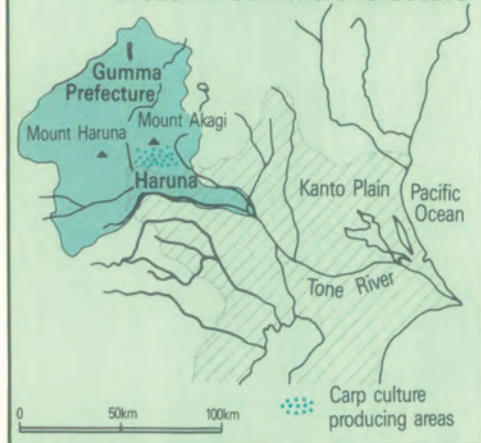 Gumma
Prefecture
Mount Haruna
Mount Akagi
Haruna
Kanto Plain
Pacific
Ocean
Tone River
0 50km 100km
Carp culture
producing areas